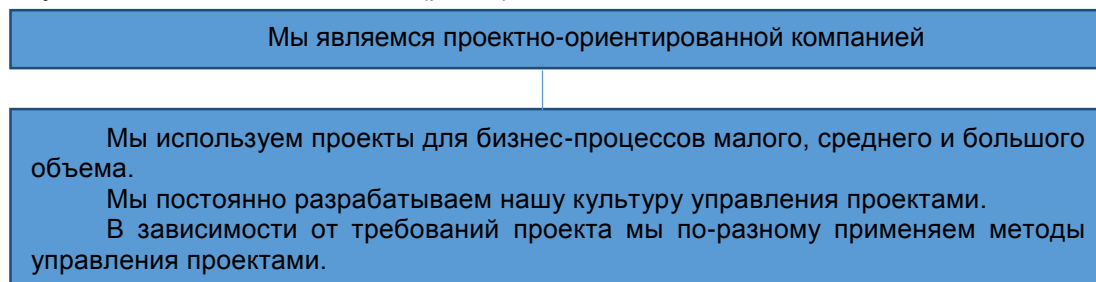 Мы являемся проектно-ориентированной компанией
Мы используем проекты для бизнес-процессов малого, среднего и большого
объема.
Мы постоянно разрабатываем нашу культуру управления проектами.
В зависимости от требований проекта мы по-разному применяем методы
управления проектами.